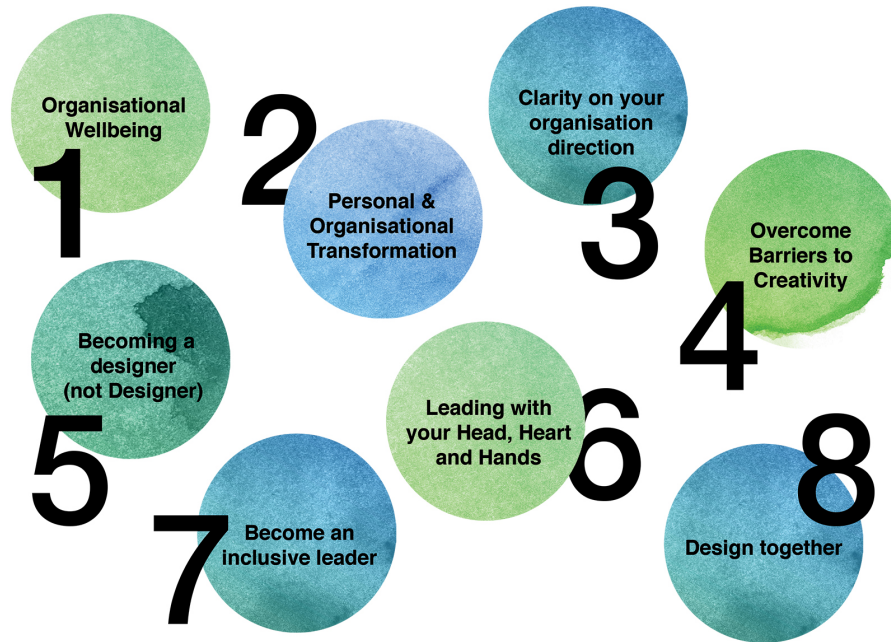 1
Organisational
Wellbeing
2
Personal &
Organisational
Transformation
3
Clarity on your
organisation
direction
4
Overcome
Barriers to
Creativity
5
Becoming a
designer
(not Designer)
6
Leading with
your Head, Heart
and Hands
7
Become an
inclusive leader
8
Design together